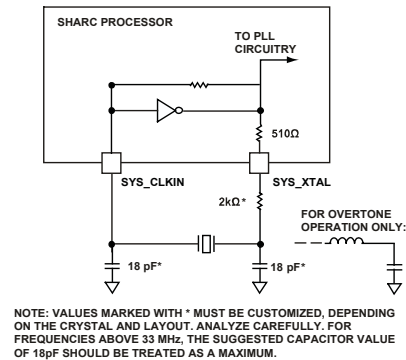 SHARC PROCESSOR
TO PLL
CIRCUITRY
510Ω
SYS_CLKIN
SYS_XTAL
2kΩ*
FOR OVERTONE
OPERATION ONLY:
18 pF*
18 pF*
NOTE: VALUES MARKED WITH * MUST BE CUSTOMIZED, DEPENDING
ON THE CRYSTAL AND LAYOUT. ANALYZE CAREFULLY. FOR
FREQUENCIES ABOVE 33 MHz, THE SUGGESTED CAPACITOR VALUE
OF 18pF SHOULD BE TREATED AS A MAXIMUM.